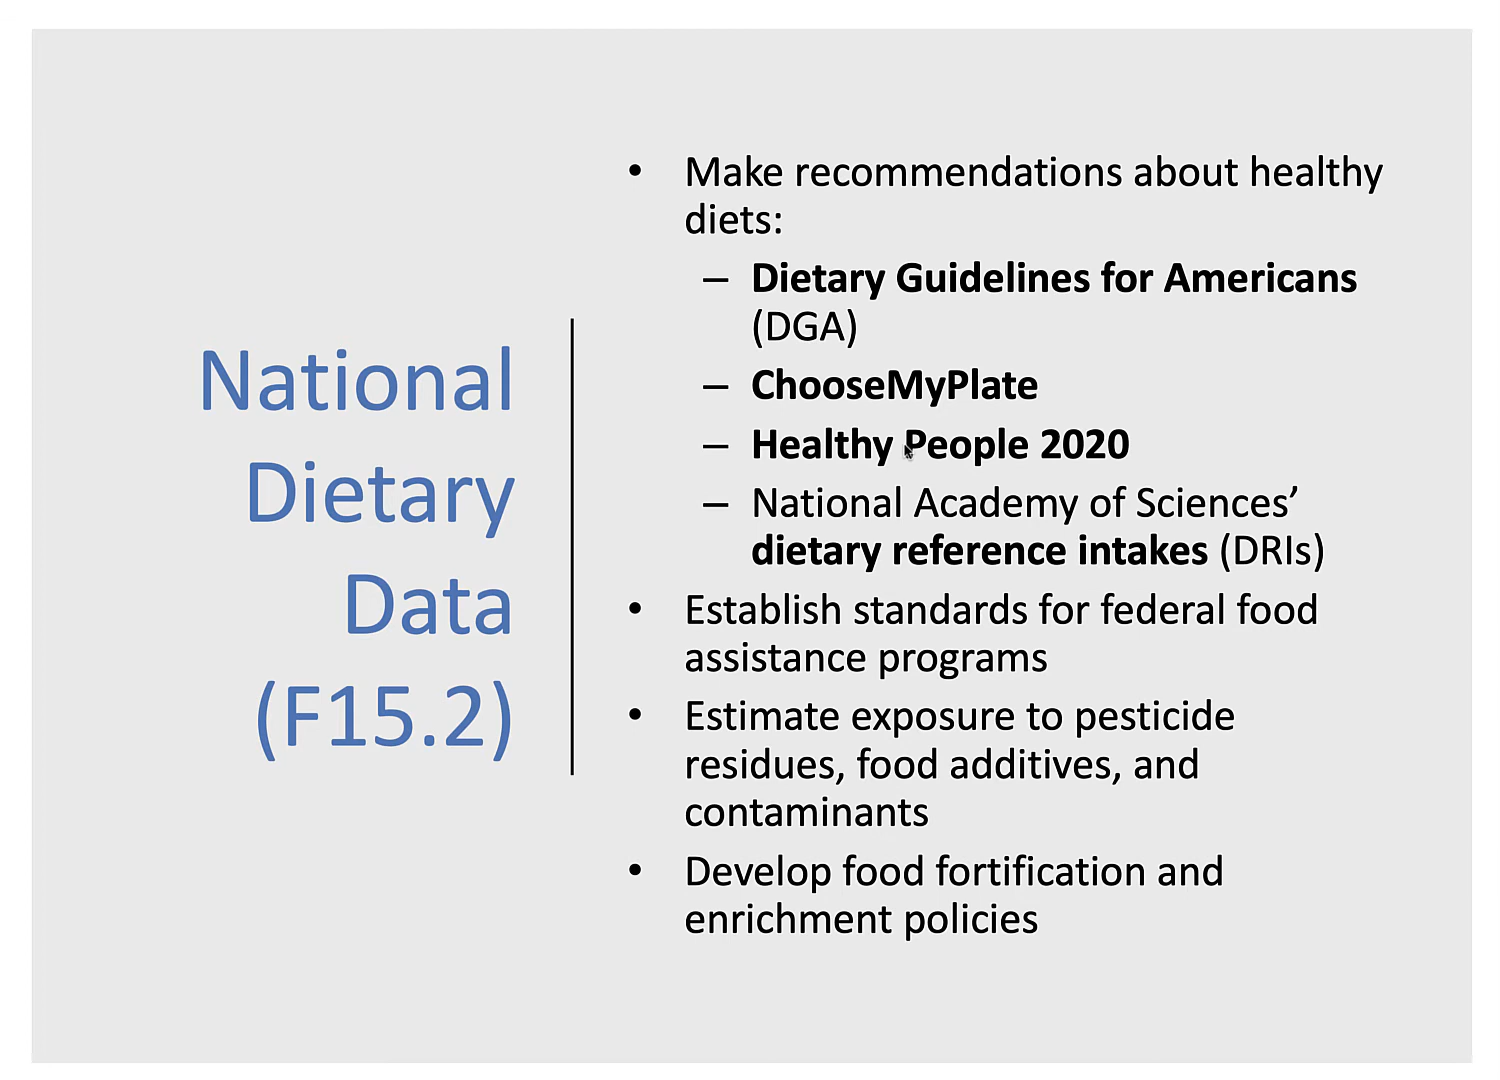 National
Dietary
Data
(F15.2)
• Make recommendations about healthy
diets:
– Dietary Guidelines for Americans
(DGA)
– ChooseMyPlate
– Healthy People 2020
– National Academy of Sciences’
dietary reference intakes (DRIs)
• Establish standards for federal food
assistance programs
• Estimate exposure to pesticide
residues, food additives, and
contaminants
• Develop food fortification and
enrichment policies